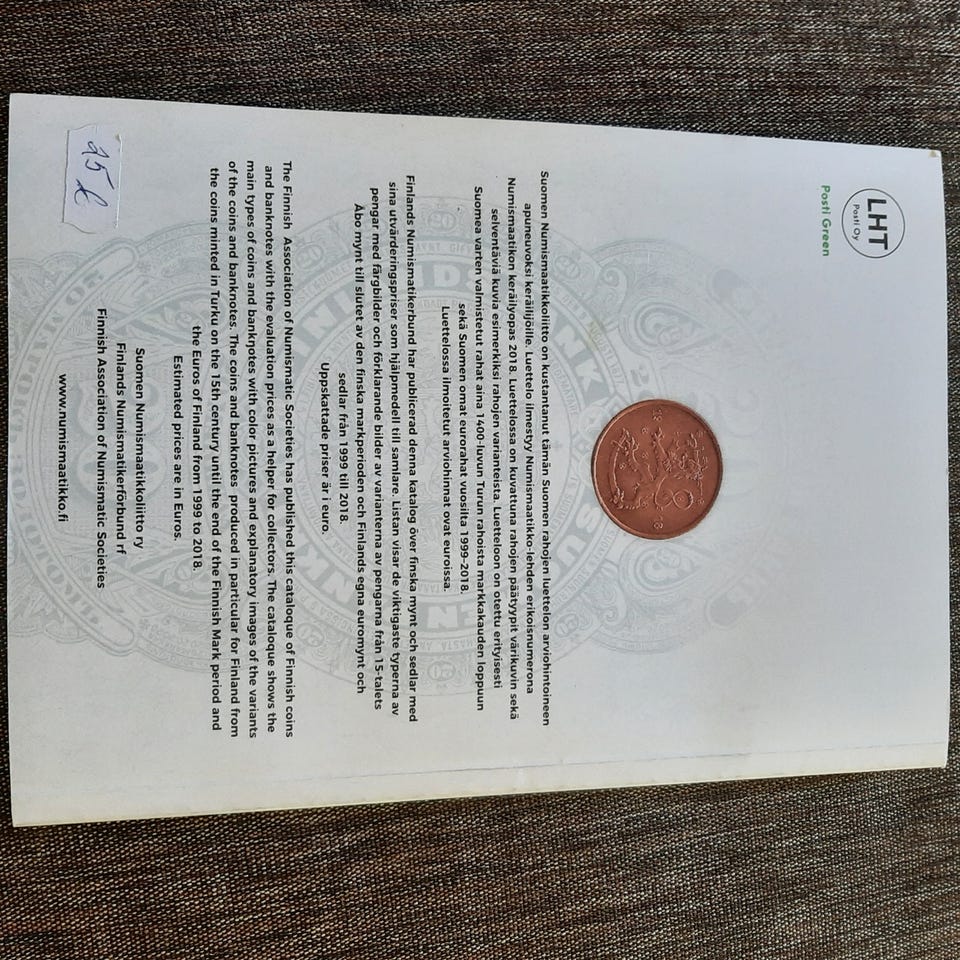 LHT
Posti Oy
Posti Green
Suomen Numismaatikkoliitto on kustantanut tämän Suomen rahojen luettelon arviohintoineen
apuneuvoksi keräilijöille. Luettelo ilmestyy Numismaatikko-lehden erikoisnumerona
Numismaatikon keräilyopas 2018. Luettelossa on kuvattuna rahojen päätyypit värikuvin sekä
selventäviä kuvia esimerkiksi rahojen varianteista. Luetteloon on otettu erityisesti
Suomea varten valmistetut rahat aina 1400-luvun Turun rahoista markkakauden loppuun
sekä Suomen omat eurorahat vuosilta 1999-2018.
Luettelossa ilmoitetut arviohinnat ovat euroissa.
Finlands Numismatikerbund har publicerad denna katalog över finska mynt och sedlar med
sina utvärderingspriser som hjälpmedell till samlare. Listan visar de viktigaste typerna av
pengar med färgbilder och förklarande bilder av varianterna av pengarna från 15-talets
Åbo mynt till slutet av den finska markperioden och Finlands egna euromynt och
sedlar från 1999 till 2018.
Uppskattade priser är i euro.
The Finnish Association of Numismatic Societies has published this cataloque of Finnish coins
and banknotes with the evaluation prices as a helper for collectors. The cataloque shows the
main types of coins and banknotes with color pictures and explanatory images of the variants
of the coins and banknotes. The coins and banknotes produced in particular for Finland from
the coins minted in Turku on the 15th century until the end of the Finnish Mark period and
the Euros of Finland from 1999 to 2018.
Estimated prices are in Euros.
Suomen Numismaatikkoliitto ry
Finlands Numismatikerförbund rf
Finnish Association of Numismatic Societies
www.numismaatikko.fi
25 €